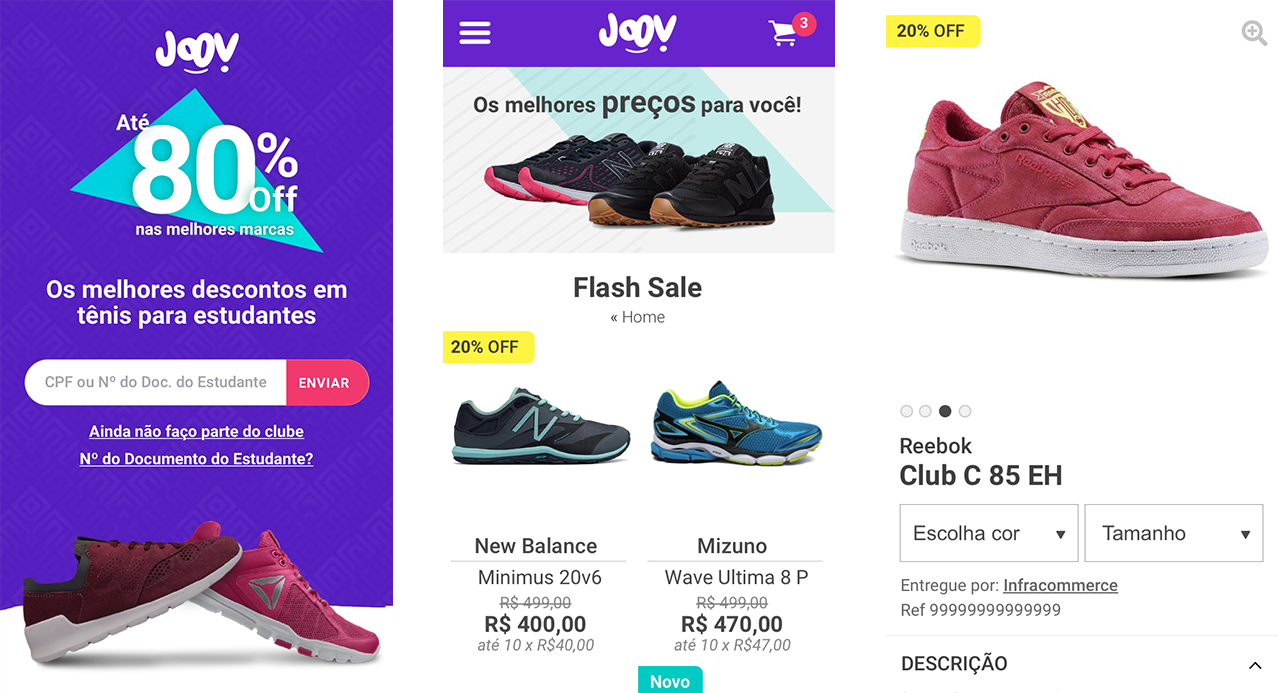 JOOV
Até
80%
Off
nas melhores marcas
Os melhores descontos em
tênis para estudantes
CPF ou Nº do Doc. do Estudante
ENVIAR
Ainda não faço parte do clube
Nº do Documento do Estudante?
JOOV
3
Os melhores preços para você!
Flash Sale
« Home
20% OFF
New Balance
Minimus 20v6
R$ 499,00
R$ 400,00
até 10 x R$40,00
Mizuno
Wave Ultima 8 P
R$ 499,00
R$ 470,00
até 10 x R$47,00
Novo
20% OFF
Reebok
Reebok
Reebok
Club C 85 EH
Escolha cor
Tamanho
Entregue por: Infracommerce
Ref 99999999999999
DESCRIÇÃO